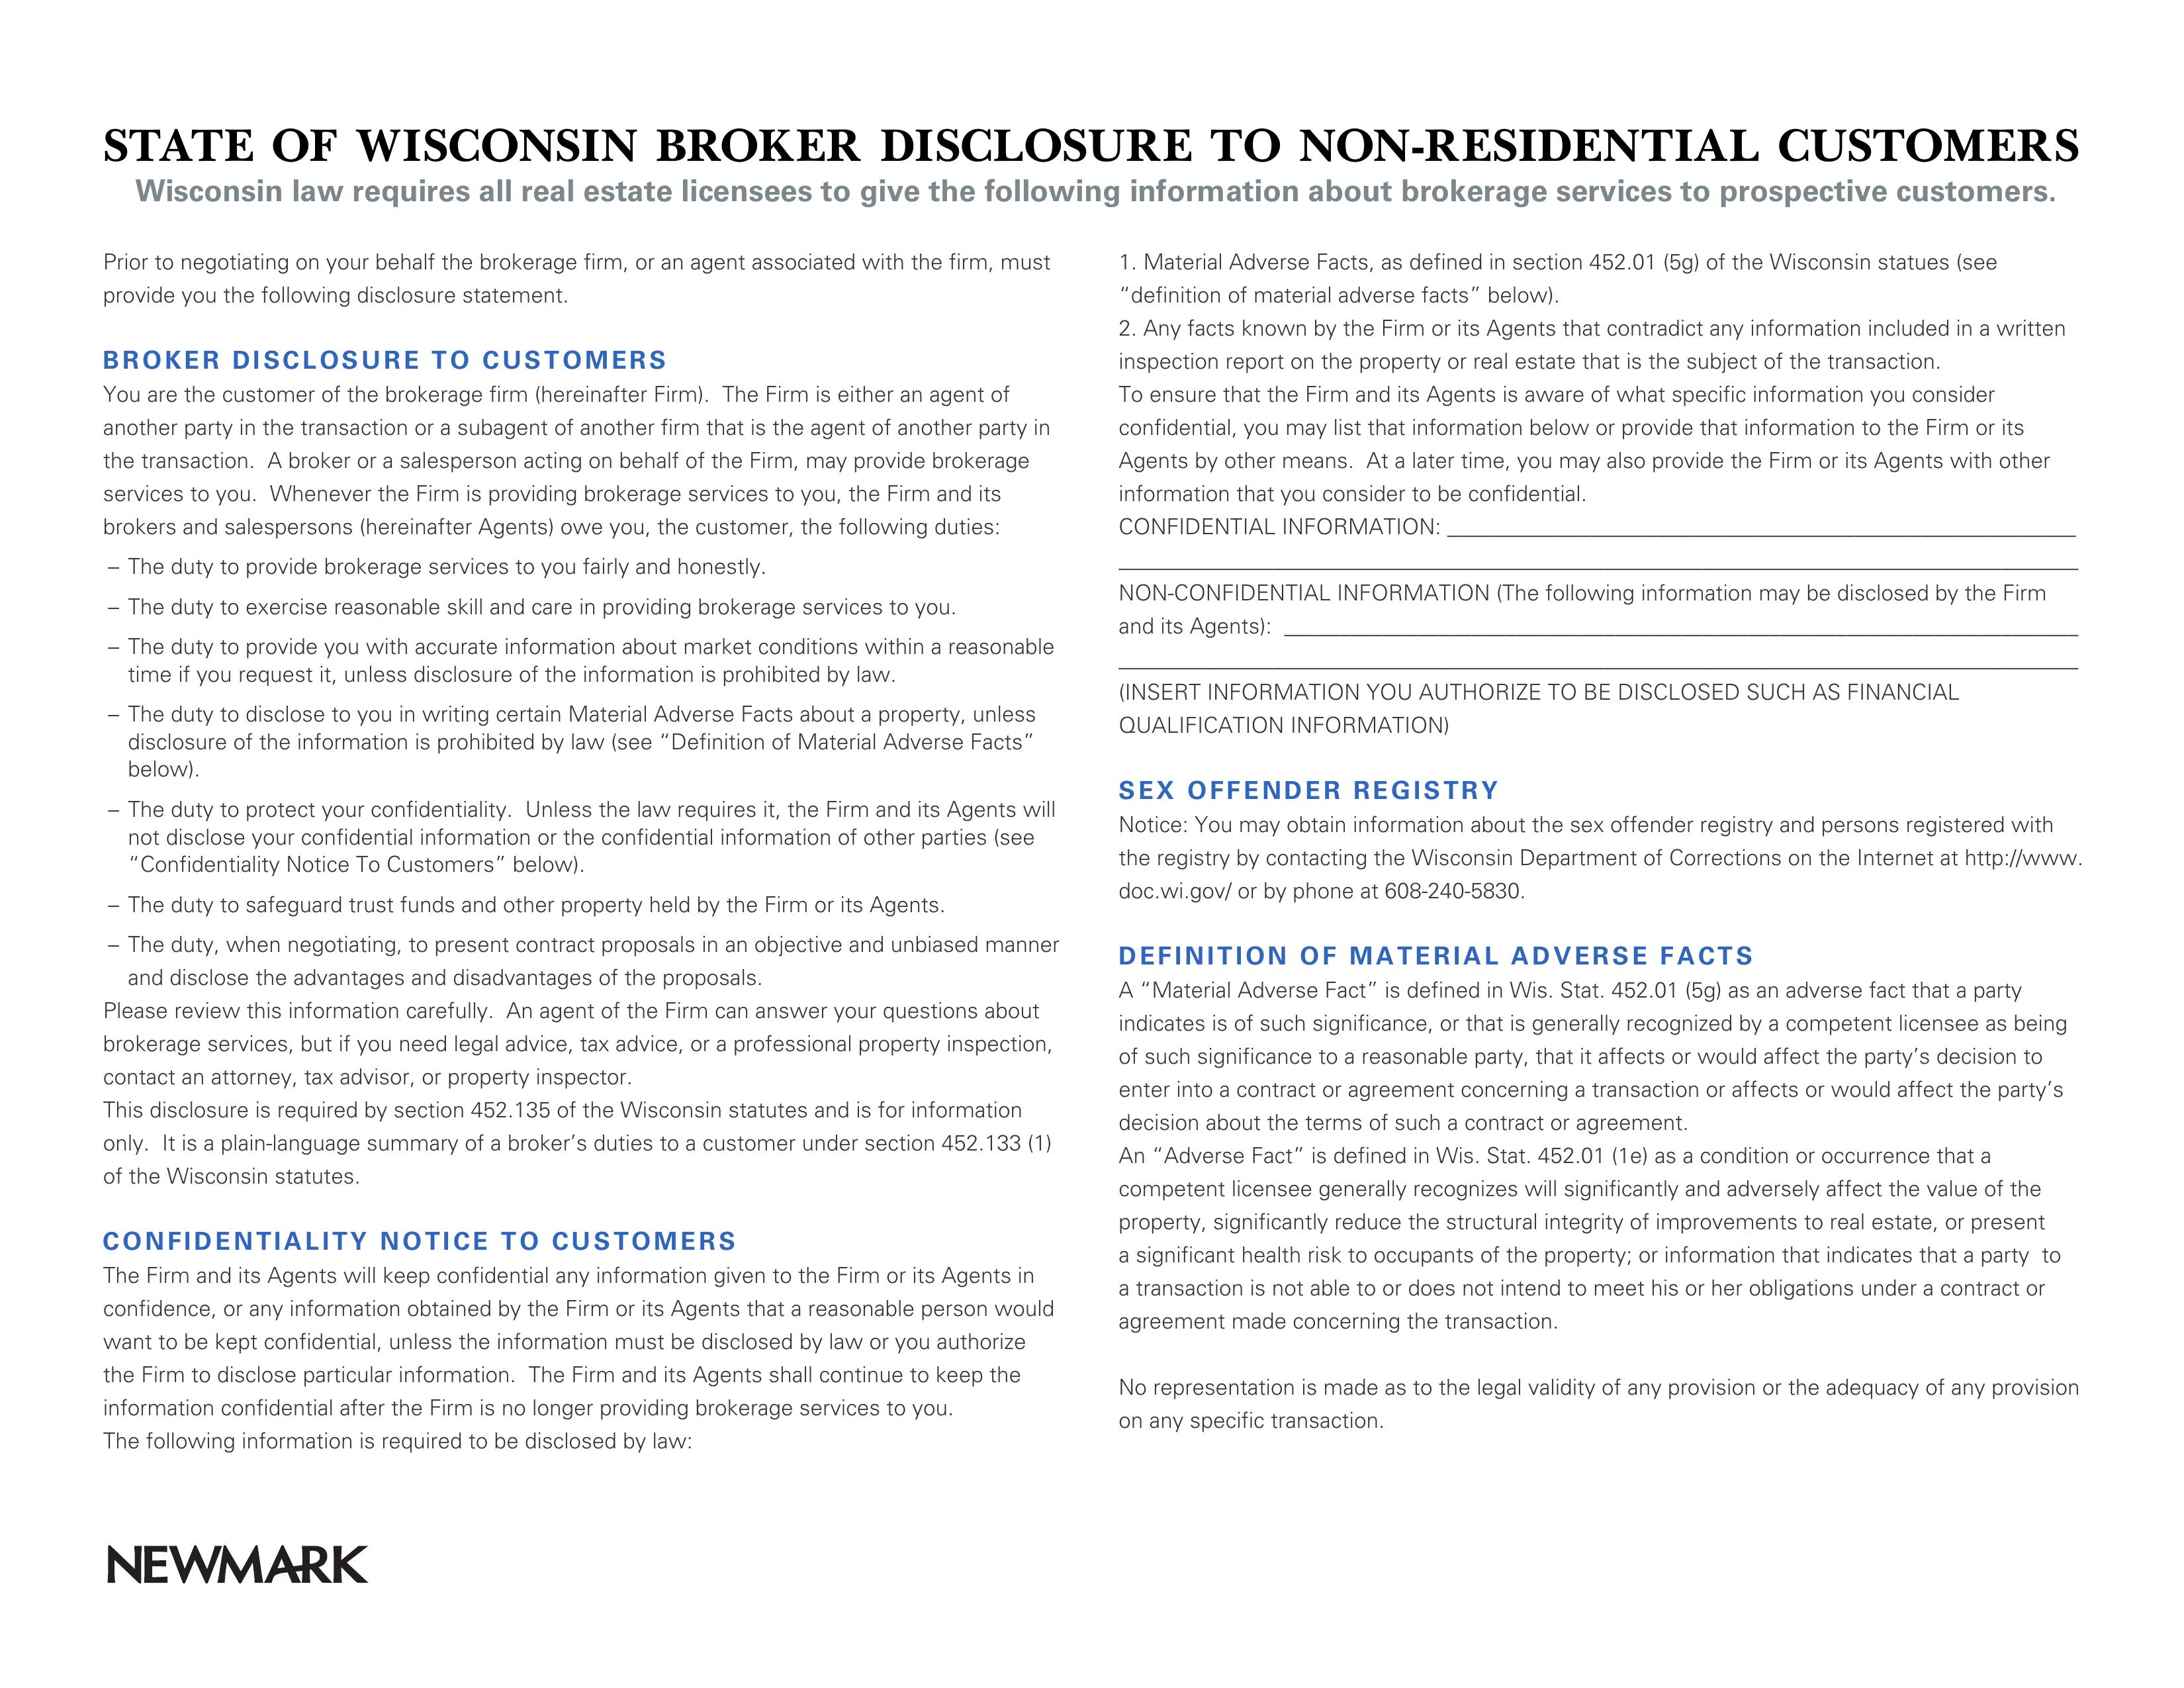 STATE OF WISCONSIN BROKER DISCLOSURE TO NON-RESIDENTIAL CUSTOMERS
Wisconsin law requires all real estate licensees to give the following information about brokerage services to prospective customers.
Prior to negotiating on your behalf the brokerage firm, or an agent associated with the firm, must
provide you the following disclosure statement.
BROKER DISCLOSURE TO CUSTOMERS
You are the customer of the brokerage firm (hereinafter Firm).  The Firm is either an agent of
another party in the transaction or a subagent of another firm that is the agent of another party in
the transaction.  A broker or a salesperson acting on behalf of the Firm, may provide brokerage
services to you.  Whenever the Firm is providing brokerage services to you, the Firm and its
brokers and salespersons (hereinafter Agents) owe you, the customer, the following duties:
– The duty to provide brokerage services to you fairly and honestly.
– The duty to exercise reasonable skill and care in providing brokerage services to you.
– The duty to provide you with accurate information about market conditions within a reasonable
time if you request it, unless disclosure of the information is prohibited by law.
– The duty to disclose to you in writing certain Material Adverse Facts about a property, unless
disclosure of the information is prohibited by law (see “Definition of Material Adverse Facts”
below).
– The duty to protect your confidentiality.  Unless the law requires it, the Firm and its Agents will
not disclose your confidential information or the confidential information of other parties (see
“Confidentiality Notice To Customers” below).
– The duty to safeguard trust funds and other property held by the Firm or its Agents.
– The duty, when negotiating, to present contract proposals in an objective and unbiased manner
and disclose the advantages and disadvantages of the proposals.
Please review this information carefully.  An agent of the Firm can answer your questions about
brokerage services, but if you need legal advice, tax advice, or a professional property inspection,
contact an attorney, tax advisor, or property inspector.
This disclosure is required by section 452.135 of the Wisconsin statutes and is for information
only.  It is a plain-language summary of a broker’s duties to a customer under section 452.133 (1)
of the Wisconsin statutes.
CONFIDENTIALITY NOTICE TO CUSTOMERS
The Firm and its Agents will keep confidential any information given to the Firm or its Agents in
confidence, or any information obtained by the Firm or its Agents that a reasonable person would
want to be kept confidential, unless the information must be disclosed by law or you authorize
the Firm to disclose particular information.  The Firm and its Agents shall continue to keep the
information confidential after the Firm is no longer providing brokerage services to you.
The following information is required to be disclosed by law:
1. Material Adverse Facts, as defined in section 452.01 (5g) of the Wisconsin statues (see
“definition of material adverse facts” below).
2. Any facts known by the Firm or its Agents that contradict any information included in a written
inspection report on the property or real estate that is the subject of the transaction.
To ensure that the Firm and its Agents is aware of what specific information you consider
confidential, you may list that information below or provide that information to the Firm or its
Agents by other means.  At a later time, you may also provide the Firm or its Agents with other
information that you consider to be confidential.
CONFIDENTIAL INFORMATION:
NON-CONFIDENTIAL INFORMATION (The following information may be disclosed by the Firm
and its Agents):
(INSERT INFORMATION YOU AUTHORIZE TO BE DISCLOSED SUCH AS FINANCIAL
QUALIFICATION INFORMATION)
SEX OFFENDER REGISTRY
Notice: You may obtain information about the sex offender registry and persons registered with
the registry by contacting the Wisconsin Department of Corrections on the Internet at http://www.
doc.wi.gov/ or by phone at 608-240-5830.
DEFINITION OF MATERIAL ADVERSE FACTS
A “Material Adverse Fact” is defined in Wis. Stat. 452.01 (5g) as an adverse fact that a party
indicates is of such significance, or that is generally recognized by a competent licensee as being
of such significance to a reasonable party, that it affects or would affect the party’s decision to
enter into a contract or agreement concerning a transaction or affects or would affect the party’s
decision about the terms of such a contract or agreement.
An “Adverse Fact” is defined in Wis. Stat. 452.01 (1e) as a condition or occurrence that a
competent licensee generally recognizes will significantly and adversely affect the value of the
property, significantly reduce the structural integrity of improvements to real estate, or present
a significant health risk to occupants of the property; or information that indicates that a party  to
a transaction is not able to or does not intend to meet his or her obligations under a contract or
agreement made concerning the transaction.
No representation is made as to the legal validity of any provision or the adequacy of any provision
on any specific transaction.
NEWMARK